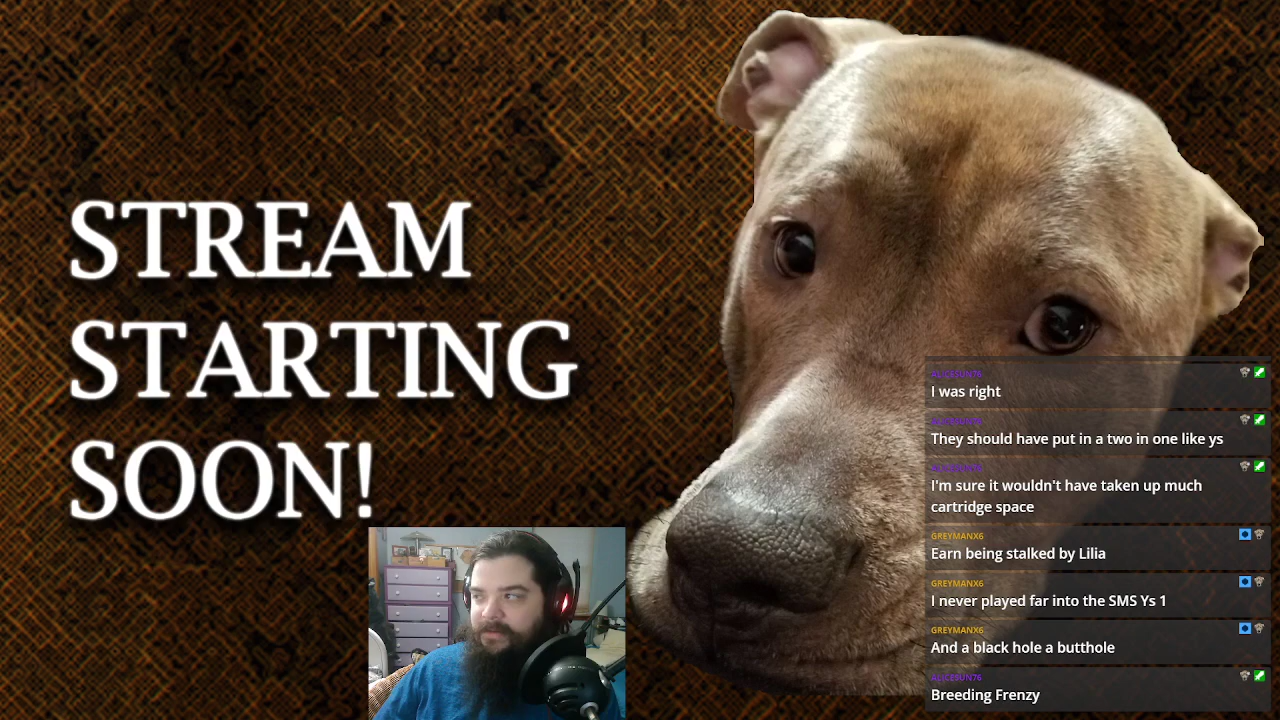 STREAM
STARTING
SOON!
ALICESUN76
I was right
ALICESUN76
They should have put in a two in one like ys
ALICESUN76
I'm sure it wouldn't have taken up much
cartridge space
GREYMANX6
Earn being stalked by Lilia
GREYMANX6
I never played far into the SMS Ys 1
GREYMANX6
And a black hole a butthole
ALICESUN76
Breeding Frenzy